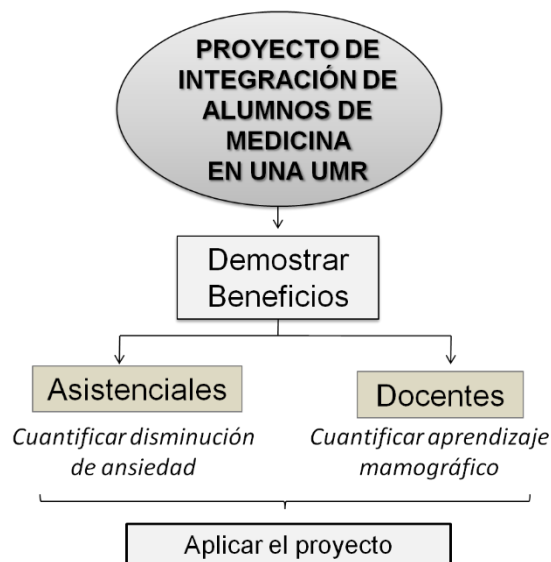 PROYECTO DE
INTEGRACIÓN DE
ALUMNOS DE
MEDICINA
EN UNA UMR
Demostrar
Beneficios
Asistenciales
Docentes
Cuantificar disminución
de ansiedad
Cuantificar aprendizaje
mamográfico
Aplicar el proyecto